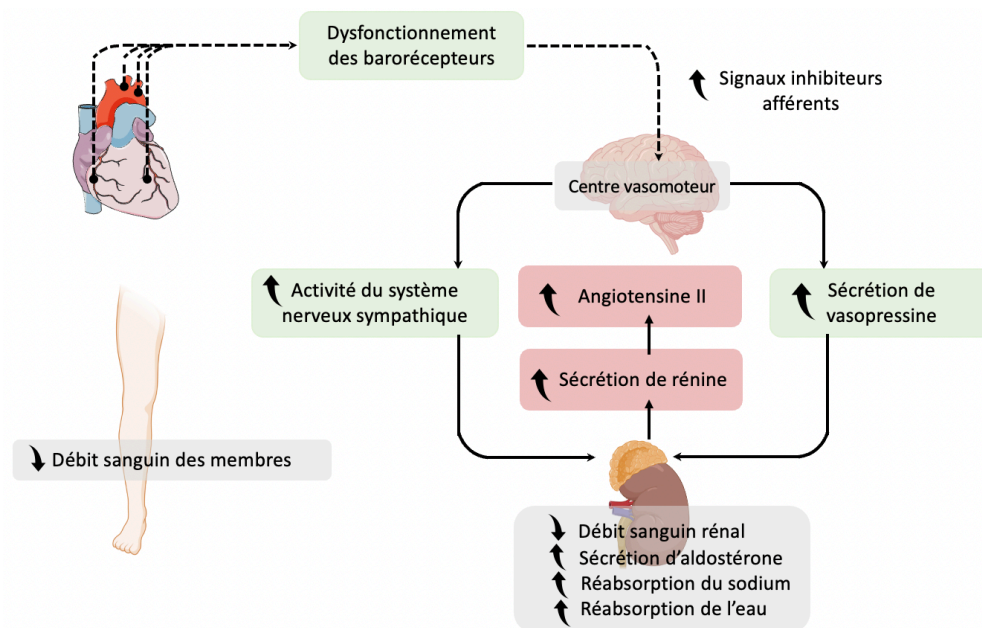 Dysfonctionnement
des barorécepteurs
Signaux inhibiteurs
afférents
Centre vasomoteur
Activité du système
nerveux sympathique
Angiotensine II
Sécrétion de
vasopressine
Sécrétion de rénine
Débit sanguin des membres
Débit sanguin rénal
Sécrétion d’aldostérone
Réabsorption du sodium
Réabsorption de l’eau